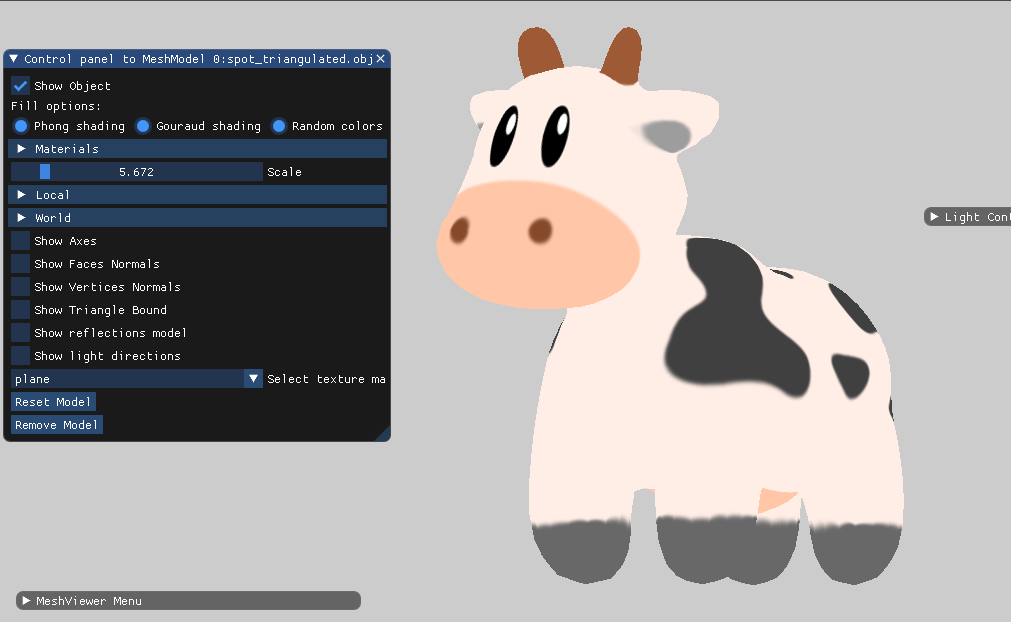 Control panel to MeshModel 0:spot_triangulated.obj
Show Object
Fill options:
Phong shading Gouraud shading Random colors
Materials
5.672 Scale
Local
World
Show Axes
Show Faces Normals
Show Vertices Normals
Show Triangle Bound
Show reflections model
Show light directions
plane Select texture ma
Reset Model
Remove Model
Light Con
MeshViewer Menu